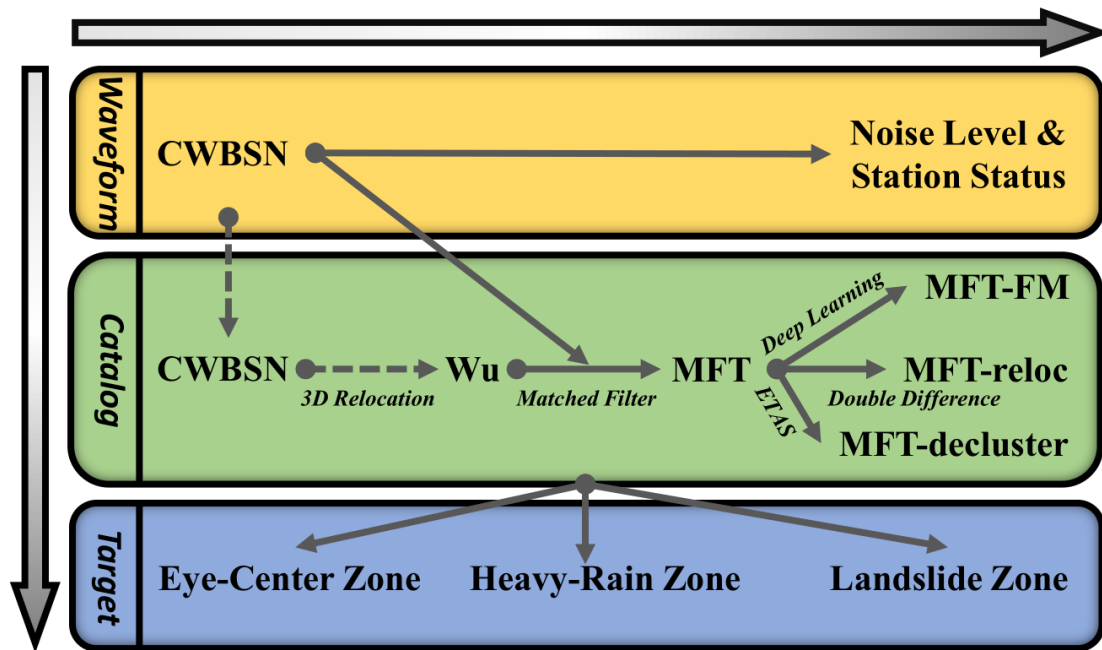 Waveform
CWBSN
Noise Level &
Station Status
Catalog
CWBSN
3D Relocation
Wu
Matched Filter
MFT
Deep Learning
MFT-FM
MFT-reloc
Double Difference
ETAS
MFT-decluster
Target
Eye-Center Zone
Heavy-Rain Zone
Landslide Zone